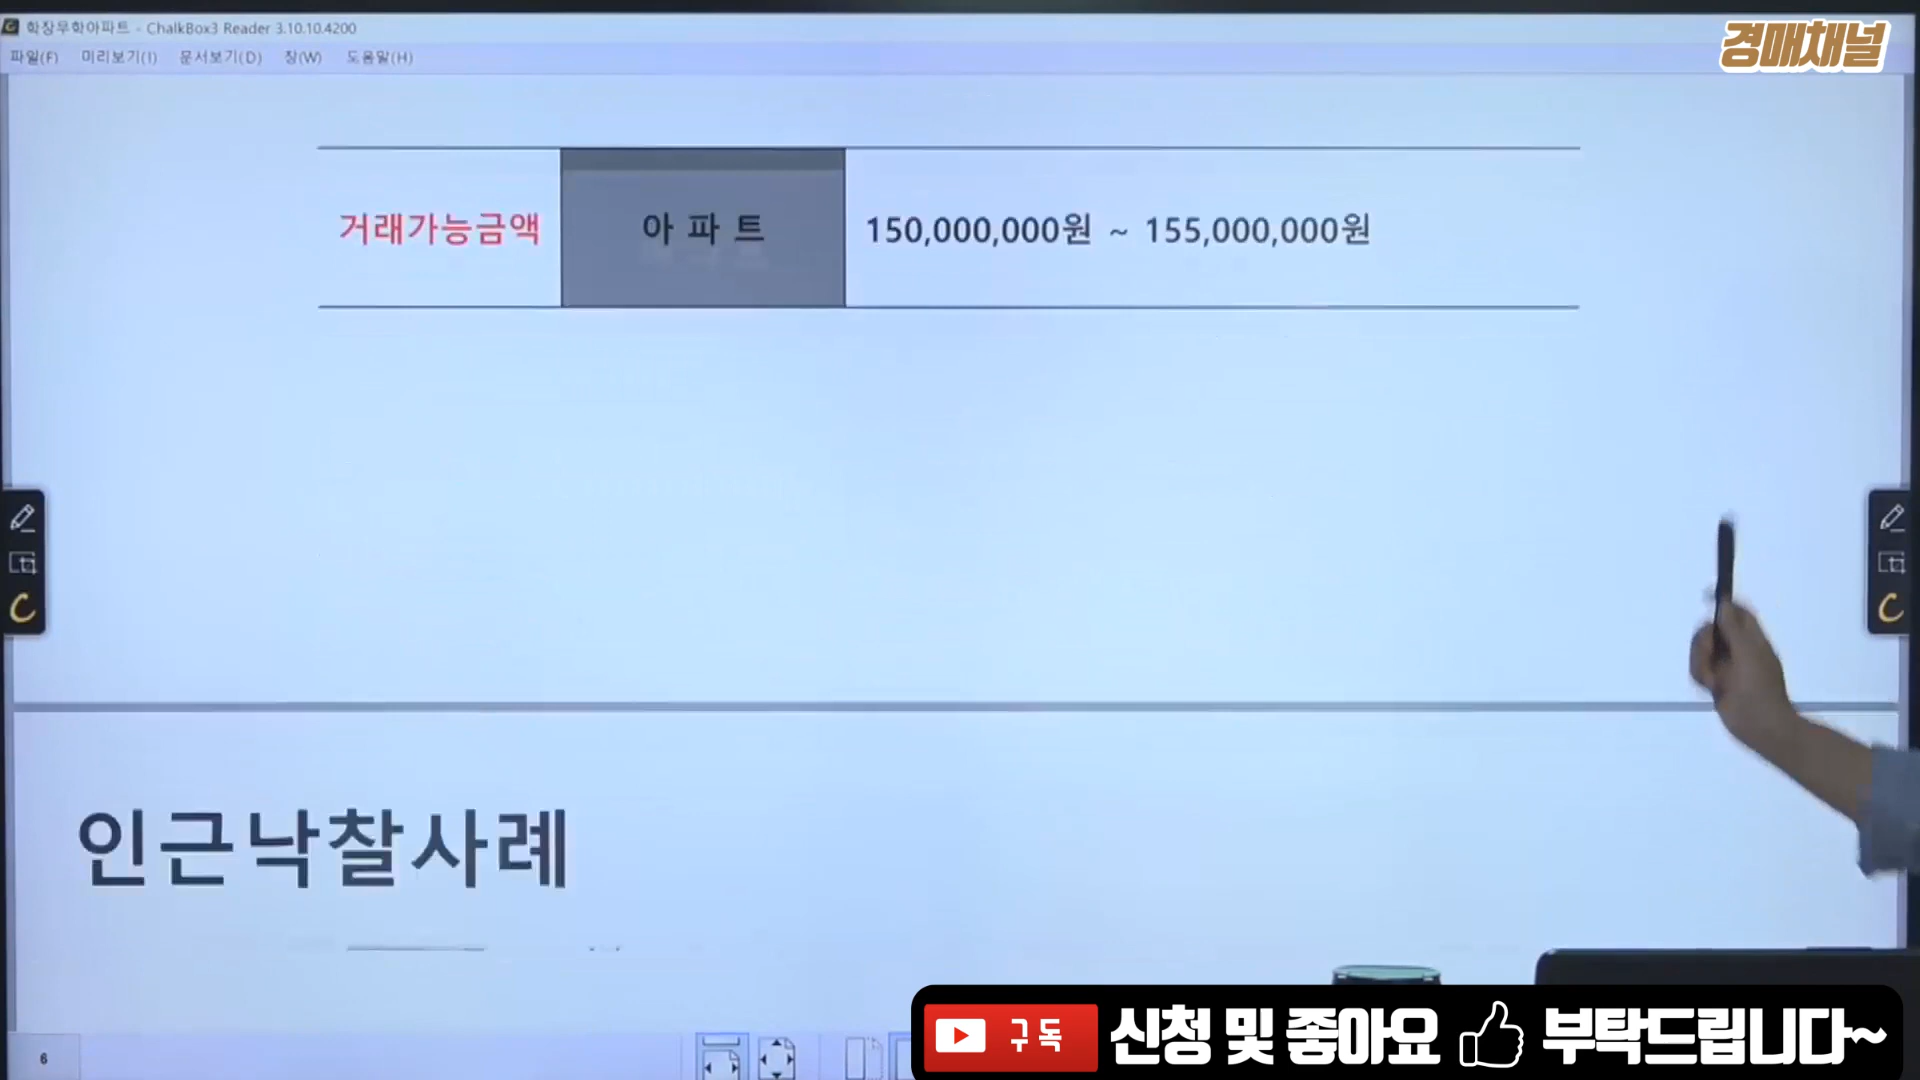 학장무학아파트 - ChalkBox3 Reader 3.10.10.4200
경매채널
파일(F) 미리보기(I) 문서보기(D) 창(W) 도움말(H)
거래가능금액 아 파 트 150,000,000원 ~ 155,000,000원
인근낙찰사례
6
구독 신청 및 좋아요 부탁드립니다~